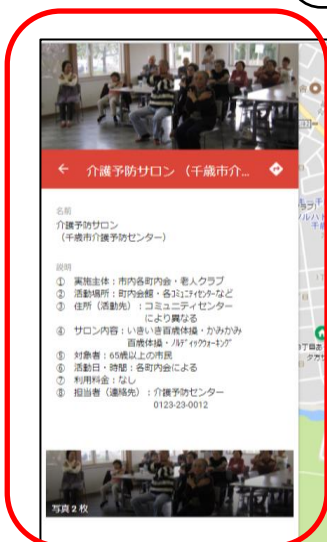 介護予防サロン（千歳市介...
名前
介護予防サロン
（千歳市介護予防センター）
説明
① 実施主体：市内各町内会・老人クラブ
② 活動場所：町内会館・各ｺﾐｭﾆﾃｨｾﾝﾀｰなど
③ 住所（活動先）：コミュニティセンター
により異なる
④ サロン内容：いきいき百歳体操・かみかみ
百歳体操・ﾉﾙﾃﾞｨｯｸｳｫｰｷﾝｸﾞ
⑤ 対象者：65歳以上の市民
⑥ 活動日・時間：各町内会による
⑦ 利用料金：なし
⑧ 担当者（連絡先）：介護予防センター
0123-23-0012
写真 2 枚